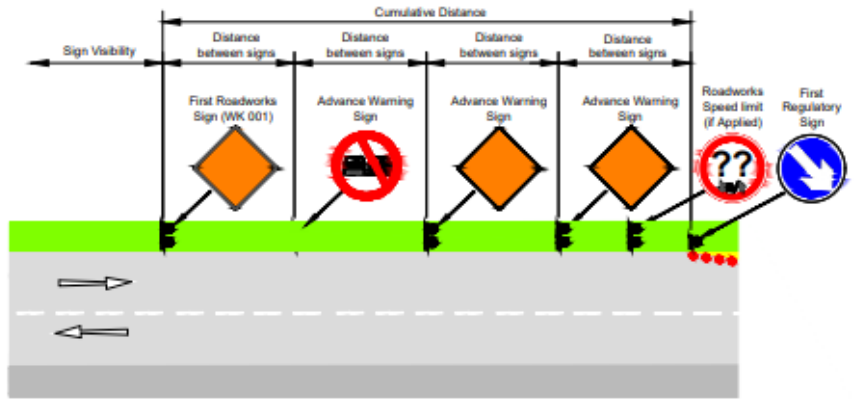 Cumulative Distance
Sign Visibility
Distance
between signs
Distance
between signs
Distance
between signs
Distance
between signs
First Roadworks
Sign (WK 001)
Advance Warning
Sign
Advance Warning
Sign
Advance Warning
Sign
Roadworks
Speed limit
(if Applied)
First
Regulatory
Sign
??